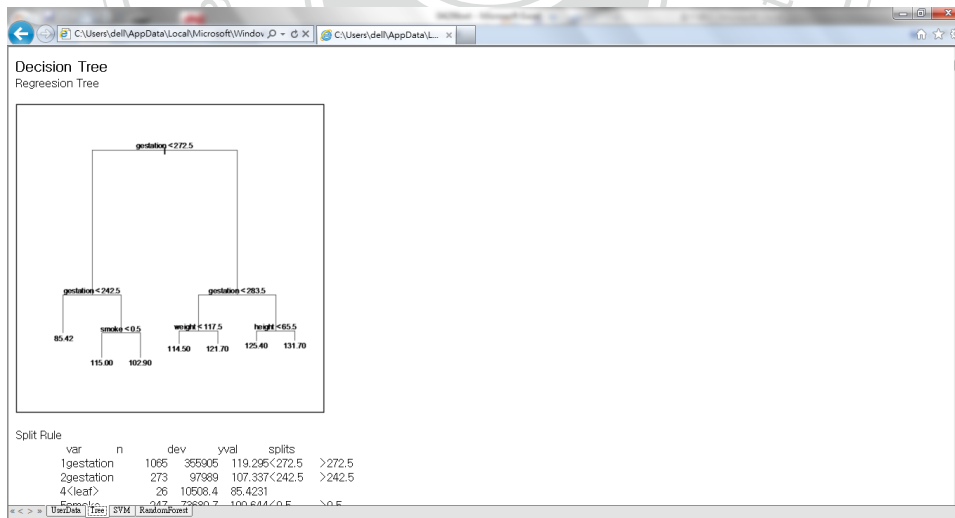 C:\Users\dell\AppData\Local\Microsoft\Windov
C:\Users\dell\AppData\L...
Decision Tree
Regreesion Tree
gestation <272.5
gestation < 242.5
gestation < 283.5
85.42
smoke < 0.5
weight < 117.5
height < 65.5
115.00
102.90
114.50
121.70
125.40
131.70
Split Rule
var n dev yval splits
1gestation 1065 355905 119.295<272.5 >272.5
2gestation 273 97989 107.337<242.5 >242.5
4<leaf> 26 10508.4 85.4231
UserData Tree SVM RandomForest